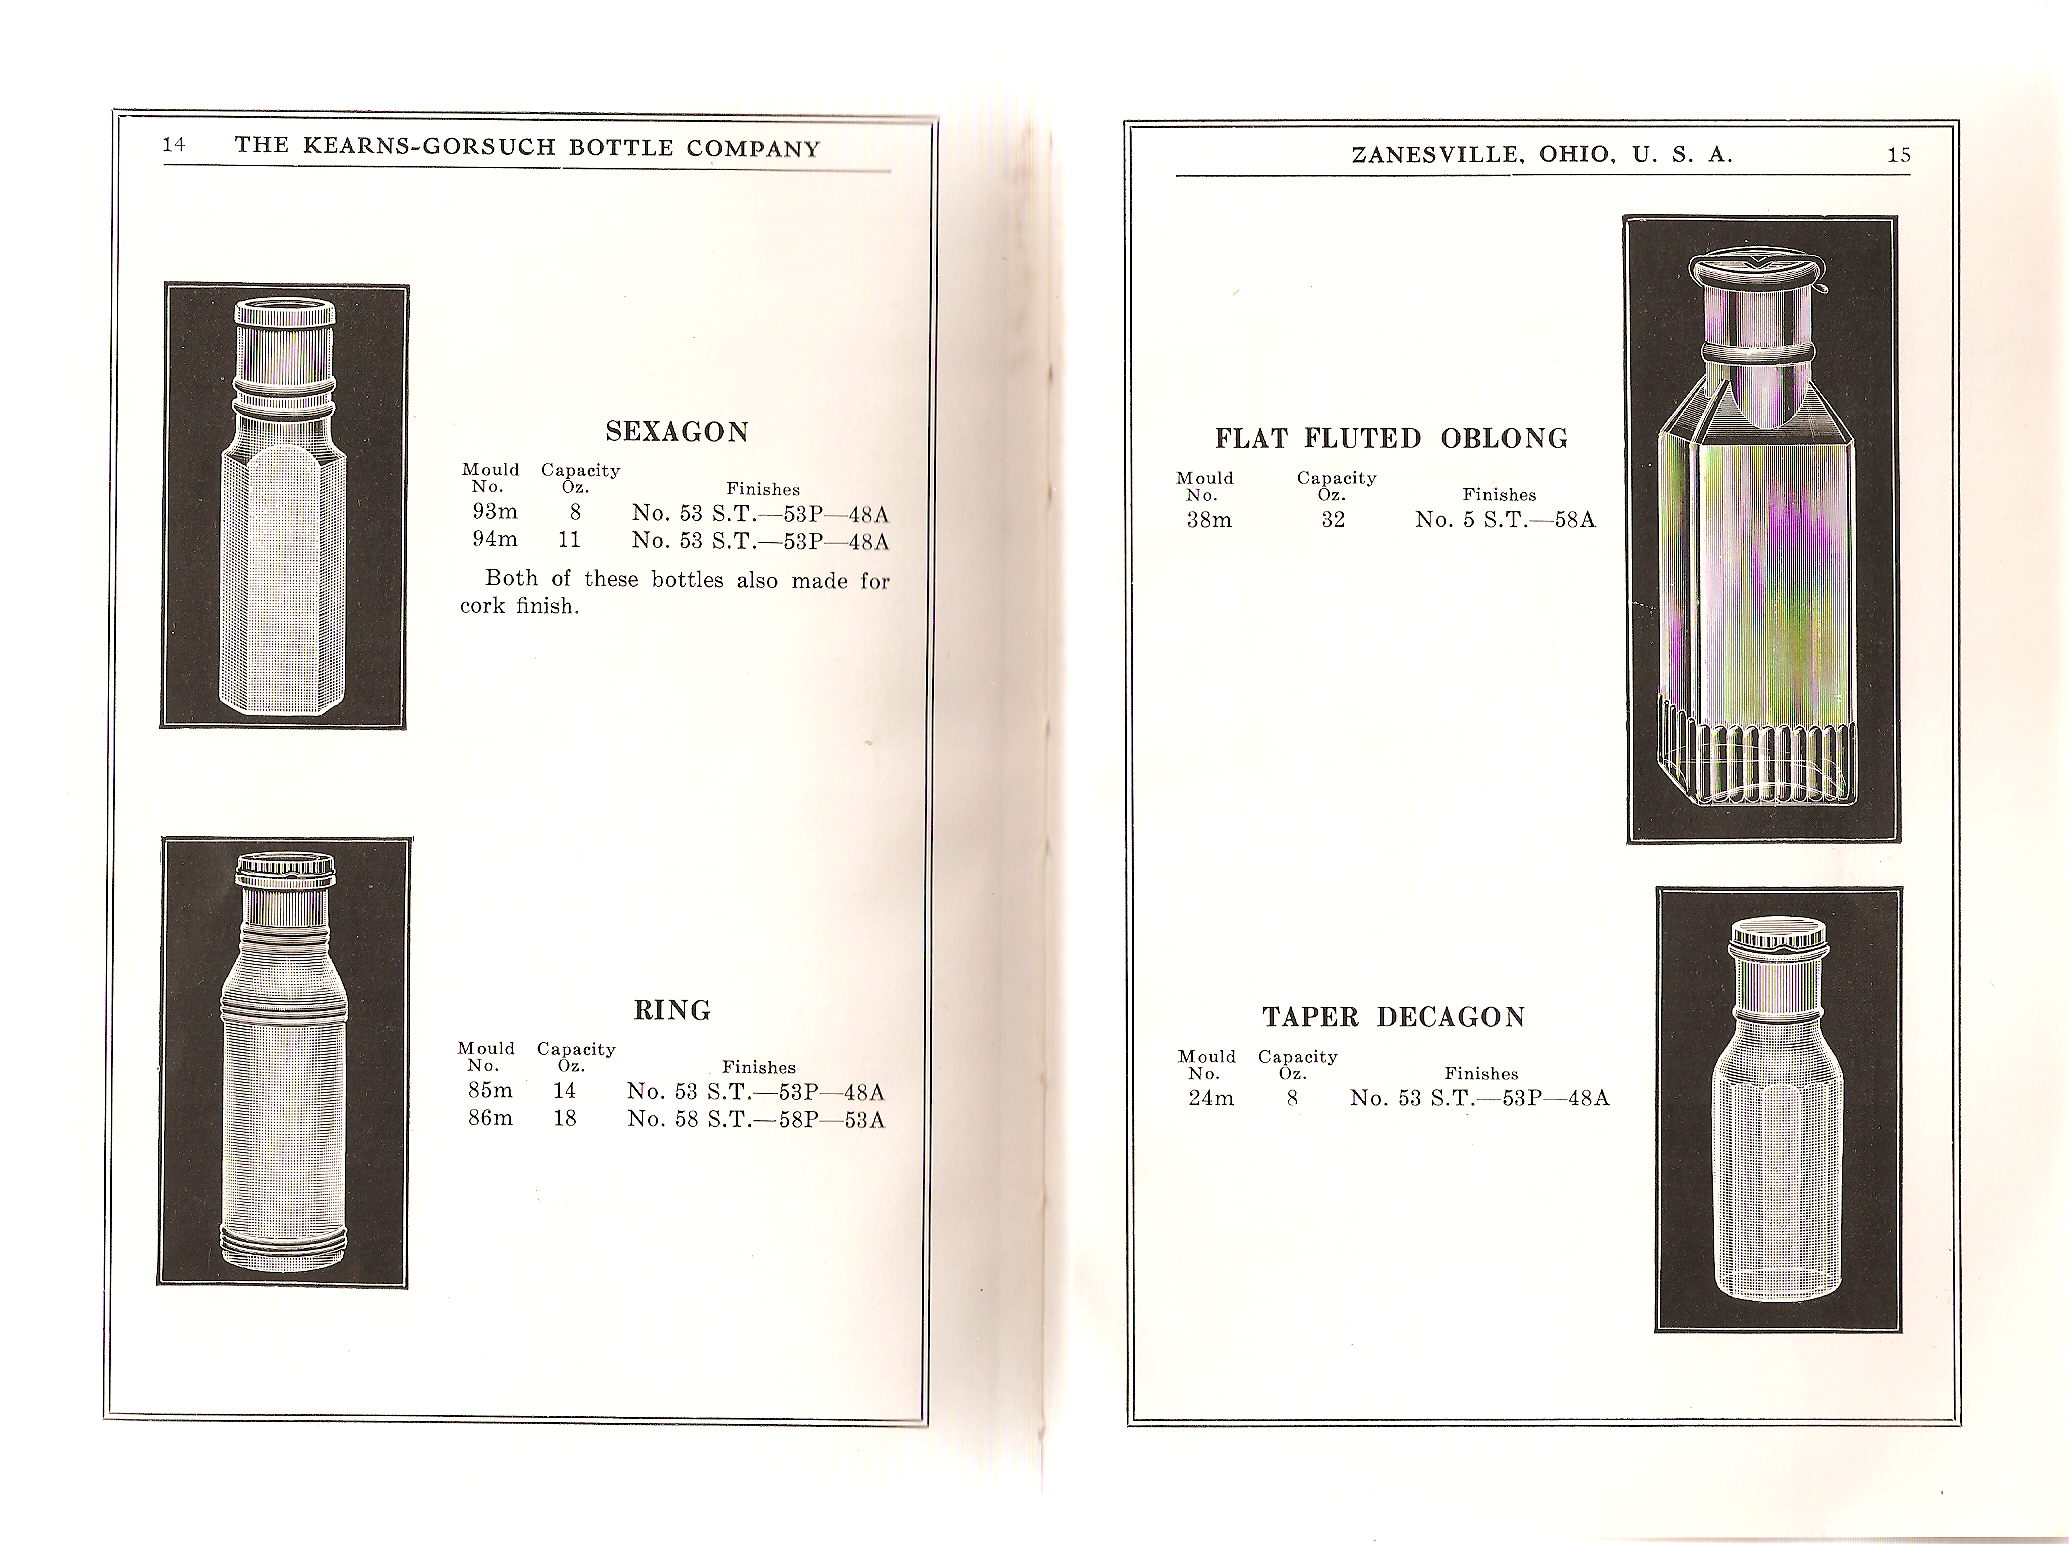 14 THE KEARNS-GORSUCH BOTTLE COMPANY
SEXAGON
Mould Capacity
No. Oz. Finishes
93m 8 No. 53 S.T.—53P—48A
94m 11 No. 53 S.T.—53P—48A
Both of these bottles also made for
cork finish.
RING
Mould Capacity
No. Oz. Finishes
85m 14 No. 53 S.T.—53P—48A
86m 18 No. 58 S.T.—58P—53A
ZANESVILLE, OHIO, U. S. A. 15
FLAT FLUTED OBLONG
Mould Capacity
No. Oz. Finishes
38m 32 No. 5 S.T.—58A
TAPER DECAGON
Mould Capacity
No. Oz. Finishes
24m 8 No. 53 S.T.—53P—48A